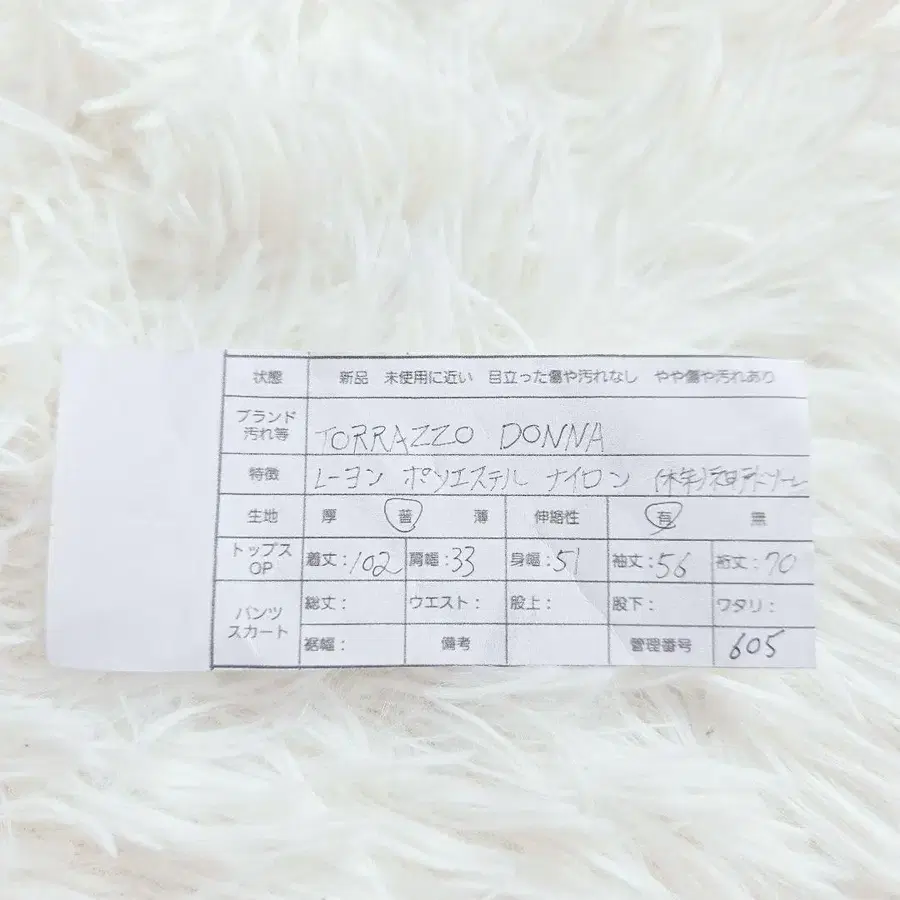 状態 新品 未使用に近い 目立った傷や汚れなし やや傷や汚れあり
ブランド
汚れ等 TORRAZZO DONNA
特徴 レーヨン ポリエステル ナイロン
生地 厚 普 薄 伸縮性 有 無
トップス
OP 着丈:102 肩幅:33 身幅:51 袖丈:56 裄丈:70
パンツ
スカート 総丈: ウエスト: 股上: 股下: ワタリ:
裾幅: 備考 管理番号 605